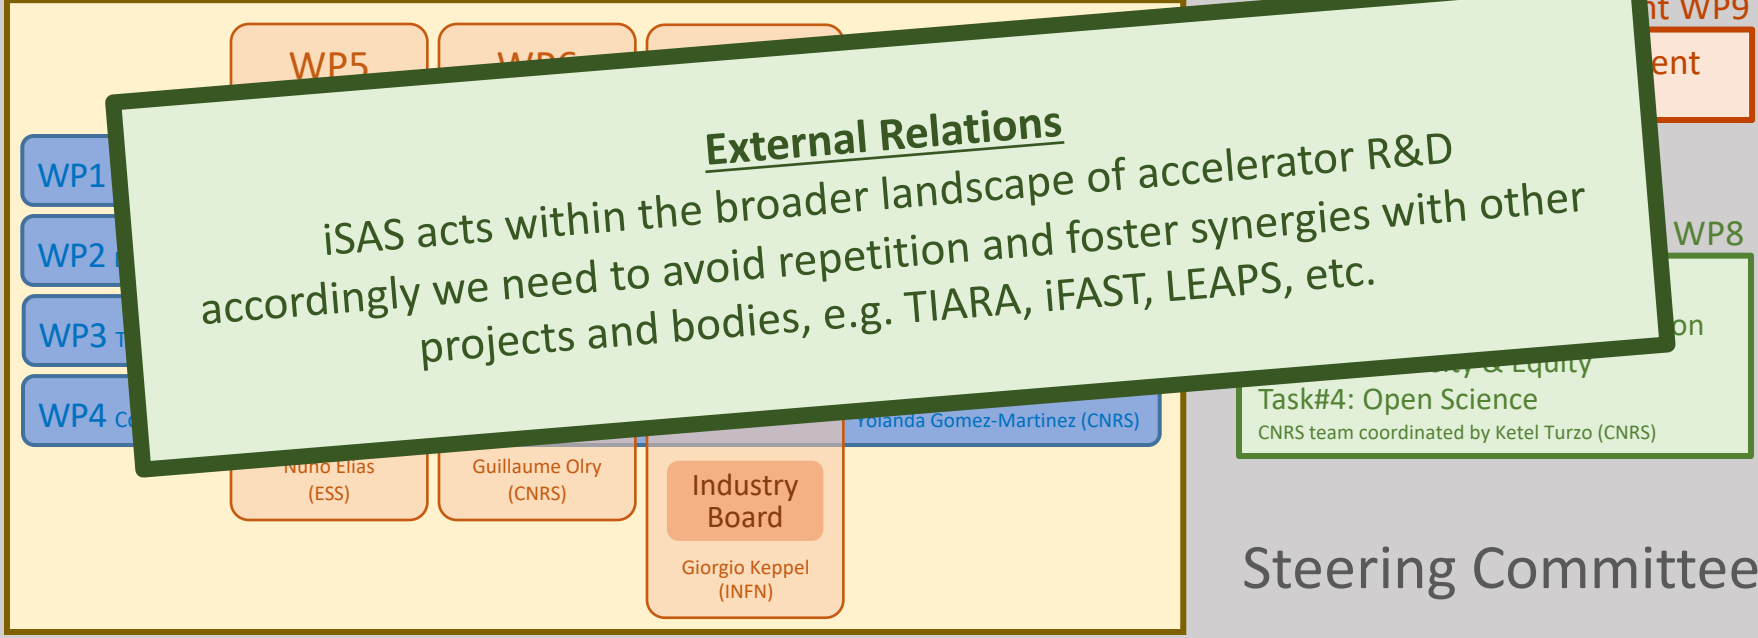 WP9
WP5
ent
External Relations
iSAS acts within the broader landscape of accelerator R&D
accordingly we need to avoid repetition and foster synergies with other
projects and bodies, e.g. TIARA, iFAST, LEAPS, etc.
WP1
WP2
WP3
WP4
WP8
on
& Equity
Task#4: Open Science
CNRS team coordinated by Ketel Turzo (CNRS)
Yolanda Gomez-Martinez (CNRS)
Nuno Elias
(ESS)
Guillaume Olry
(CNRS)
Industry
Board
Giorgio Keppel
(INFN)
Steering Committee